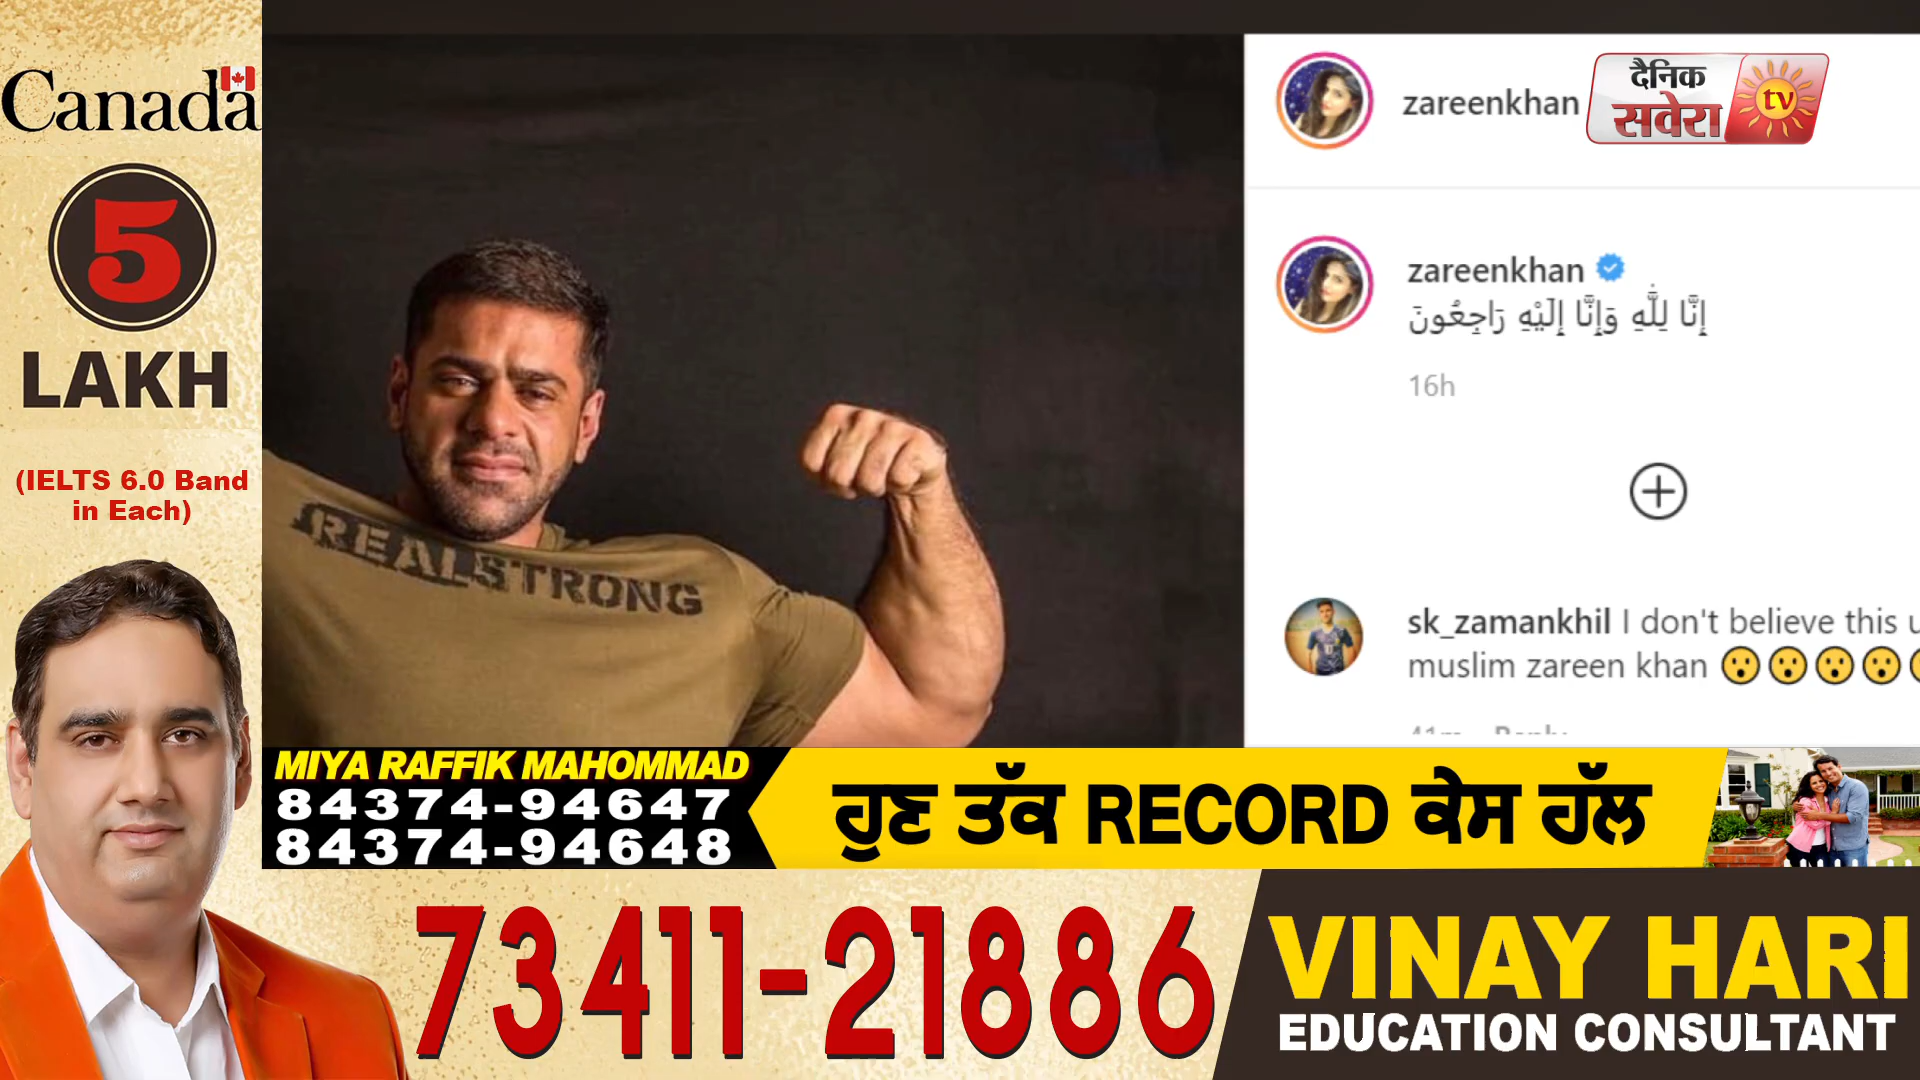 Canada
5
LAKH
(IELTS 6.0 Band
in Each)
REALSTRONG
zareenkhan
दैनिक
सवेरा
tv
zareenkhan
إِنَّا لِلَّٰهِ وَإِنَّا إِلَيْهِ رَاجِعُونَ
16h
sk_zamankhil I don't believe this u
muslim zareen khan 😮😮😮😮
MIYA RAFFIK MAHOMMAD
84374-94647
84374-94648
ਹੁਣ ਤੱਕ RECORD ਕੇਸ ਹੱਲ
73411-21886
VINAY HARI
EDUCATION CONSULTANT